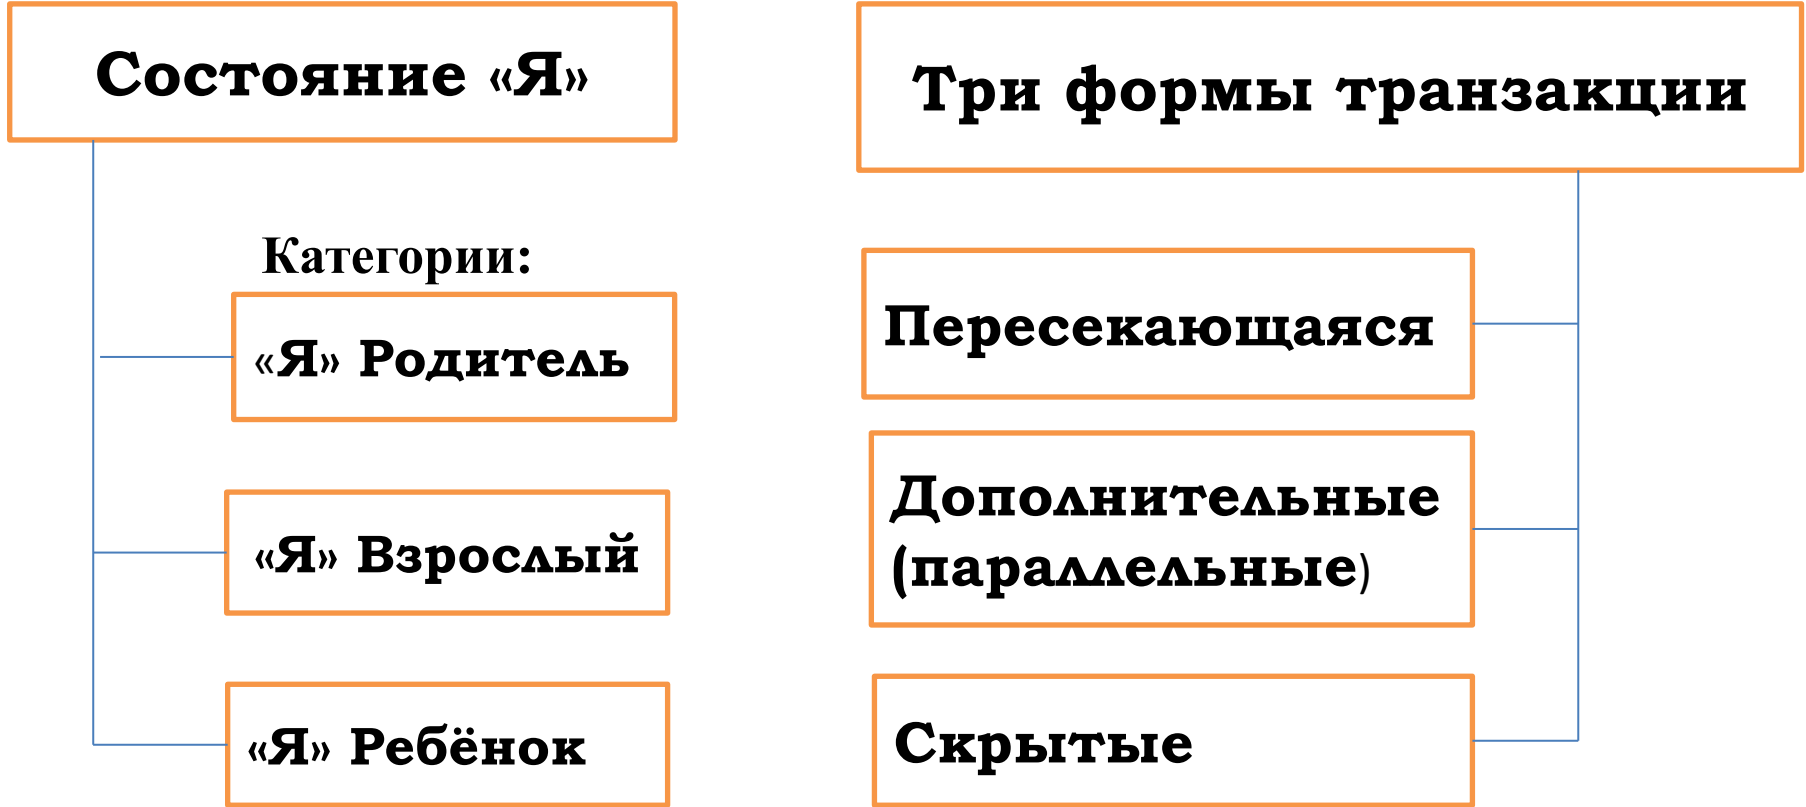 Состояние «Я»
Категории:
«Я» Родитель
«Я» Взрослый
«Я» Ребёнок
Три формы транзакции
Пересекающаяся
Дополнительные
(параллельные)
Скрытые